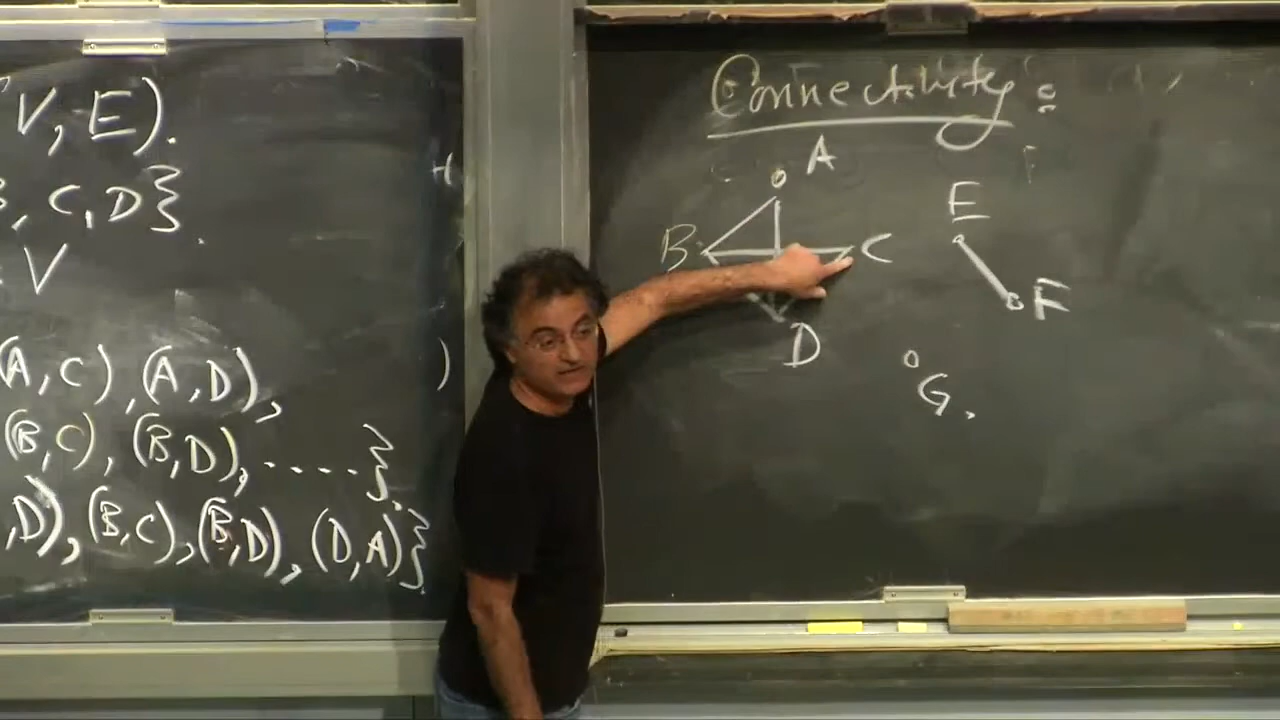 V, E).
B, C, D}.
V
(A, C), (A, D),
(B, C), (B, D), .....}.
, D), (B, C), (B, D), (D, A)}.
)
Connectivity:
A
B
C
D
E
F
G.